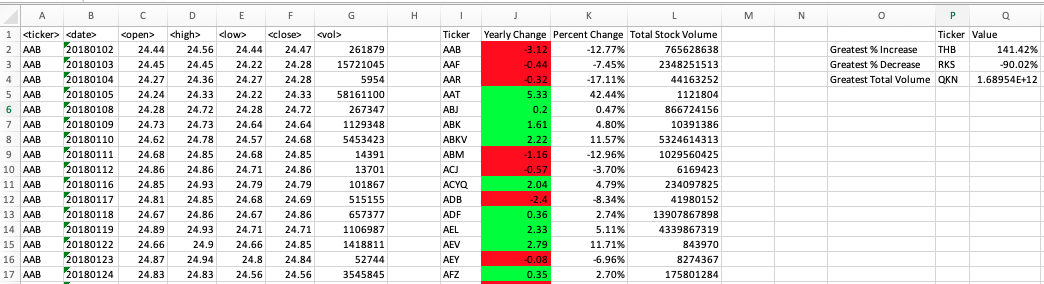 A B C D E F G H I J K L M N O P Q
1 <ticker> <date> <open> <high> <low> <close> <vol> Ticker Yearly Change Percent Change Total Stock Volume Ticker Value
2 AAB 20180102 24.44 24.56 24.44 24.47 261879 AAB -3.12 -12.77% 765628638 Greatest % Increase THB 141.42%
3 AAB 20180103 24.45 24.45 24.22 24.28 15721045 AAF -0.44 -7.45% 2348251513 Greatest % Decrease RKS -90.02%
4 AAB 20180104 24.27 24.36 24.27 24.28 5954 AAR -0.32 -17.11% 44163252 Greatest Total Volume QKN 1.68954E+12
5 AAB 20180105 24.24 24.33 24.22 24.33 58161100 AAT 5.33 42.44% 1121804
6 AAB 20180108 24.28 24.72 24.28 24.72 267347 ABJ 0.2 0.47% 866724156
7 AAB 20180109 24.73 24.73 24.64 24.64 1129348 ABK 1.61 4.80% 10391386
8 AAB 20180110 24.62 24.78 24.57 24.68 5453423 ABKV 2.22 11.57% 5324614313
9 AAB 20180111 24.68 24.85 24.68 24.85 14391 ABM -1.16 -12.96% 1029560425
10 AAB 20180112 24.86 24.86 24.71 24.86 13701 ACJ -0.57 -3.70% 6169423
11 AAB 20180116 24.85 24.93 24.79 24.79 101867 ACYQ 2.04 4.79% 234097825
12 AAB 20180117 24.81 24.85 24.68 24.69 515155 ADB -2.4 -8.34% 41980152
13 AAB 20180118 24.67 24.86 24.67 24.86 657377 ADF 0.36 2.74% 13907867898
14 AAB 20180119 24.89 24.93 24.71 24.71 1106987 AEL 2.33 5.11% 4339867319
15 AAB 20180122 24.66 24.9 24.66 24.85 1418811 AEV 2.79 11.71% 843970
16 AAB 20180123 24.87 24.94 24.8 24.84 52744 AEY -0.08 -6.96% 8274367
17 AAB 20180124 24.83 24.83 24.56 24.56 3545845 AFZ 0.35 2.70% 175801284